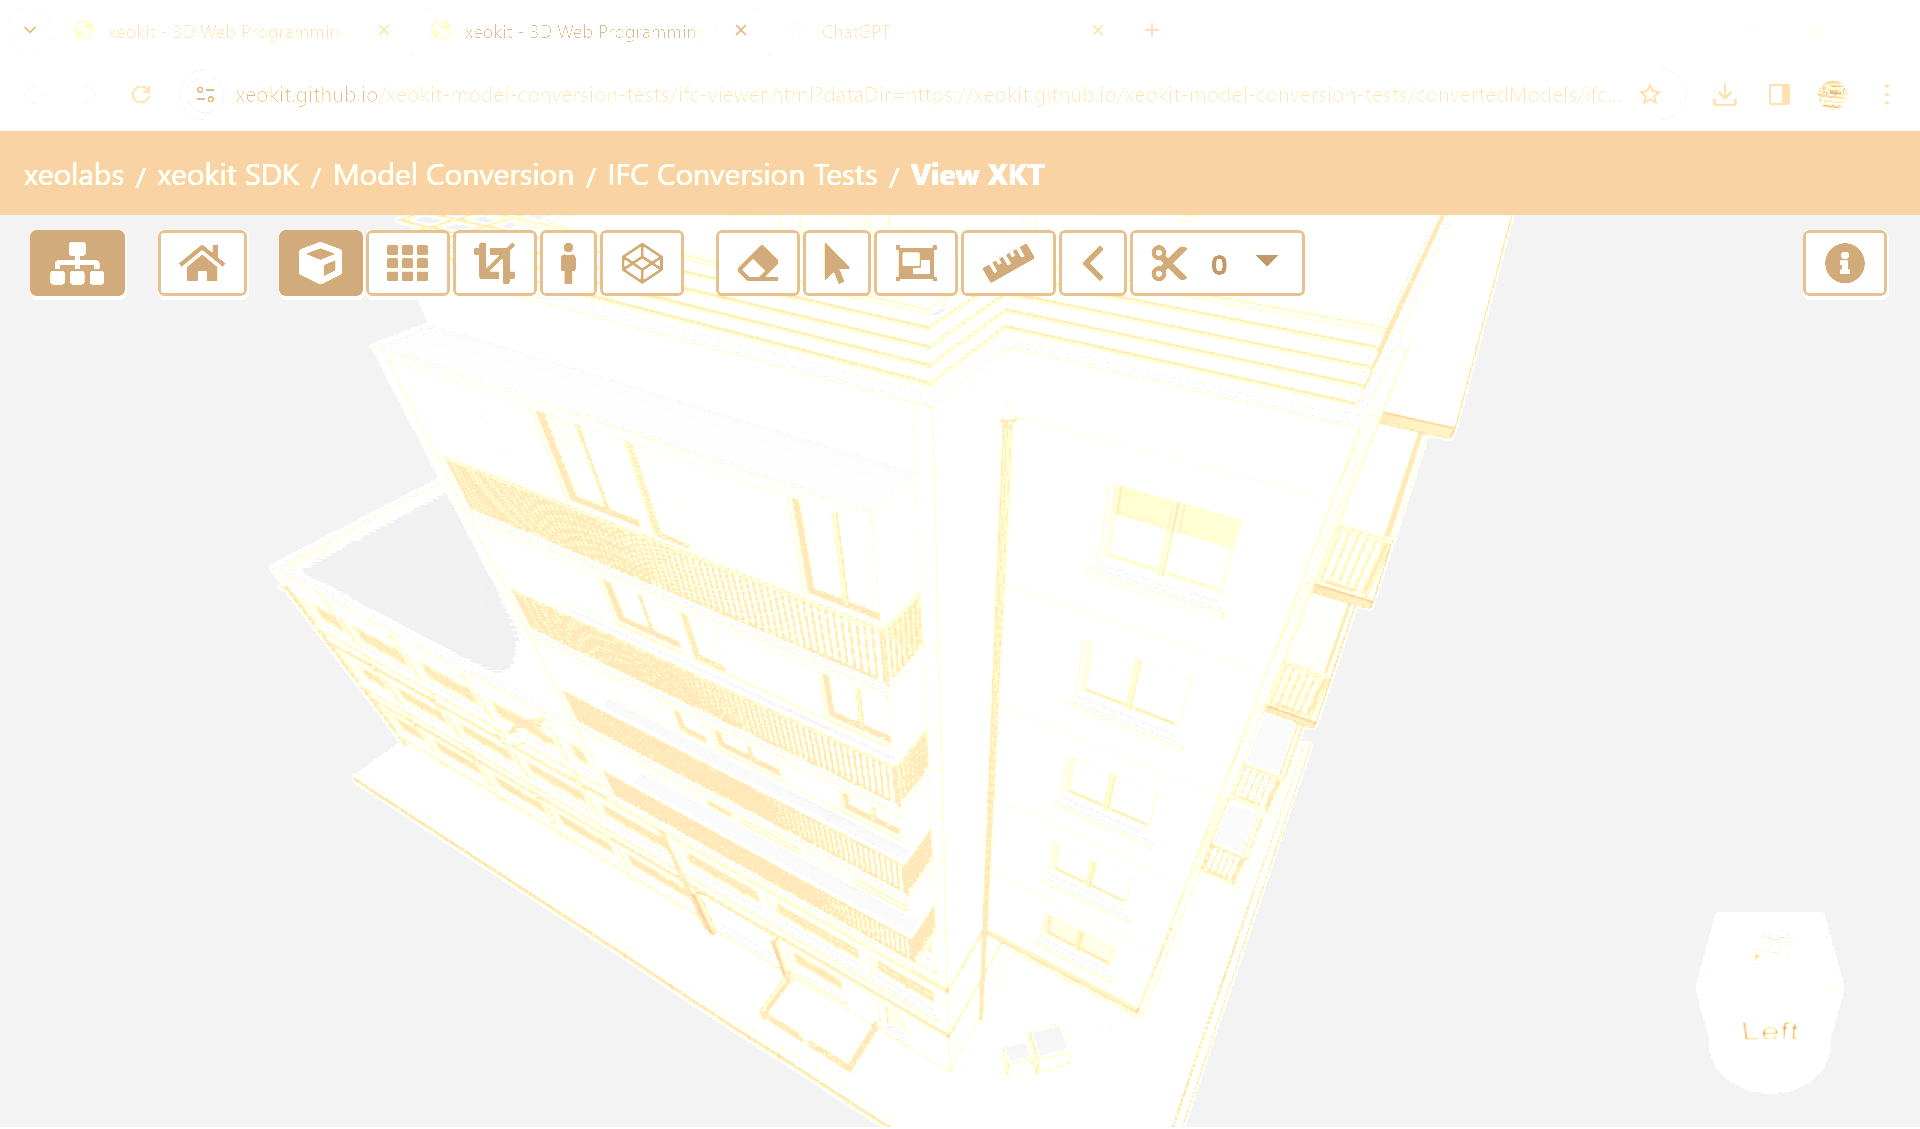 xeokit - 3D Web Programmin
xeokit - 3D Web Programmin
ChatGPT
xeokit.github.io/xeokit-model-conversion-tests/ifc-viewer.html?dataDir=https://xeokit.github.io/xeokit-model-conversion-tests/convertedModels/ifc...
xeolabs / xeokit SDK / Model Conversion / IFC Conversion Tests / View XKT
0
Left